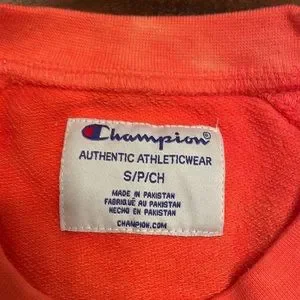 Champion®
AUTHENTIC ATHLETICWEAR
S/P/CH
MADE IN PAKISTAN
FABRIQUÉ AU PAKISTAN
HECHO EN PAKISTAN
CHAMPION.COM